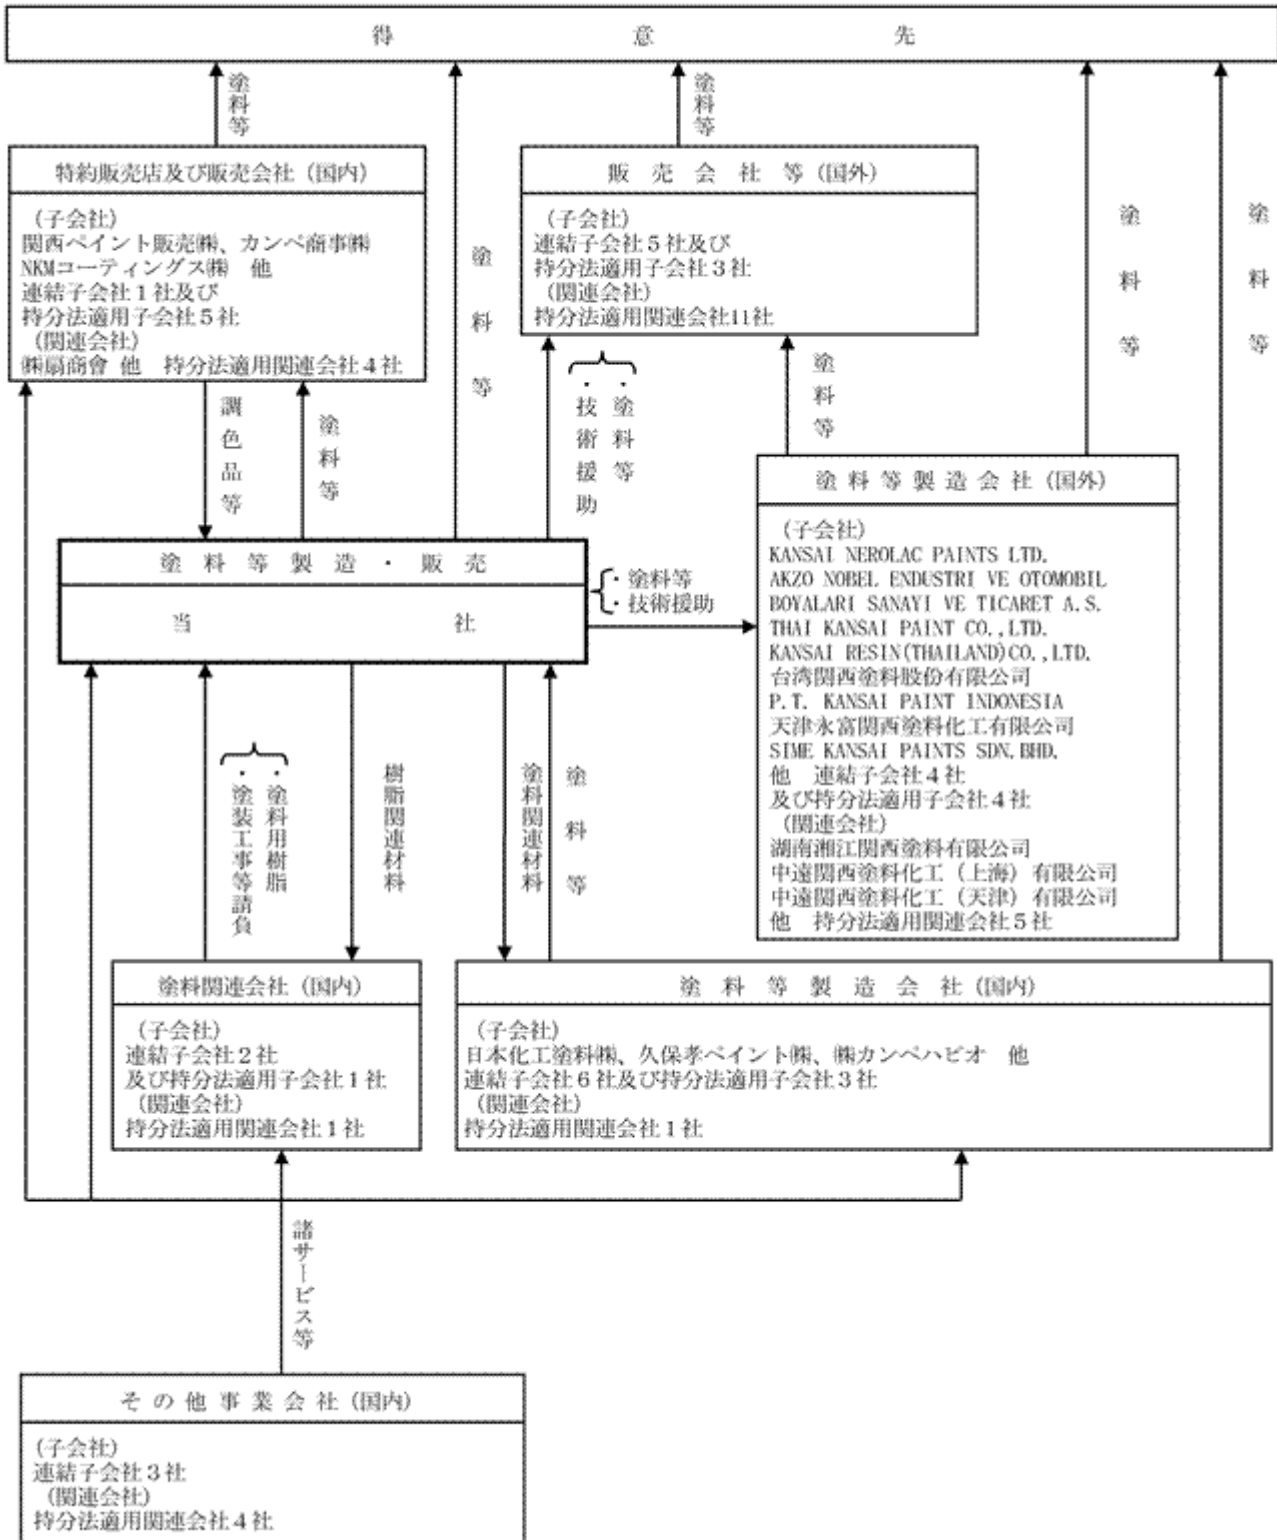 得意先
塗料等
塗料等
特約販売店及び販売会社(国内)
(子会社)
関西ペイント販売㈱、カンペ商事㈱
NKMコーティングス㈱ 他
連結子会社1社及び
持分法適用子会社5社
(関連会社)
㈱扇商會 他 持分法適用関連会社4社
塗料等
販売会社等(国外)
(子会社)
連結子会社5社及び
持分法適用子会社3社
(関連会社)
持分法適用関連会社11社
塗料等
塗料等
調色品等
塗料等
・塗料等
・技術援助
塗料等
塗料等製造・販売
当社
・塗料等
・技術援助
塗料等製造会社(国外)
(子会社)
KANSAI NEROLAC PAINTS LTD.
AKZO NOBEL ENDUSTRI VE OTOMOBIL
BOYALARI SANAYI VE TICARET A.S.
THAI KANSAI PAINT CO.,LTD.
KANSAI RESIN(THAILAND)CO.,LTD.
台湾関西塗料股份有限公司
P.T. KANSAI PAINT INDONESIA
天津永富関西塗料化工有限公司
SIME KANSAI PAINTS SDN.BHD.
他 連結子会社4社
及び持分法適用子会社4社
(関連会社)
湖南湘江関西塗料有限公司
中遠関西塗料化工(上海)有限公司
中遠関西塗料化工(天津)有限公司
他 持分法適用関連会社5社
・塗料用樹脂
・塗装工事等請負
樹脂関連材料
塗料関連材料
塗料等
塗料関連会社(国内)
(子会社)
連結子会社2社
及び持分法適用子会社1社
(関連会社)
持分法適用関連会社1社
塗料等製造会社(国内)
(子会社)
日本化工塗料㈱、久保孝ペイント㈱、㈱カンペハピオ 他
連結子会社6社及び持分法適用子会社3社
(関連会社)
持分法適用関連会社1社
諸サービス等
その他事業会社(国内)
(子会社)
連結子会社3社
(関連会社)
持分法適用関連会社4社